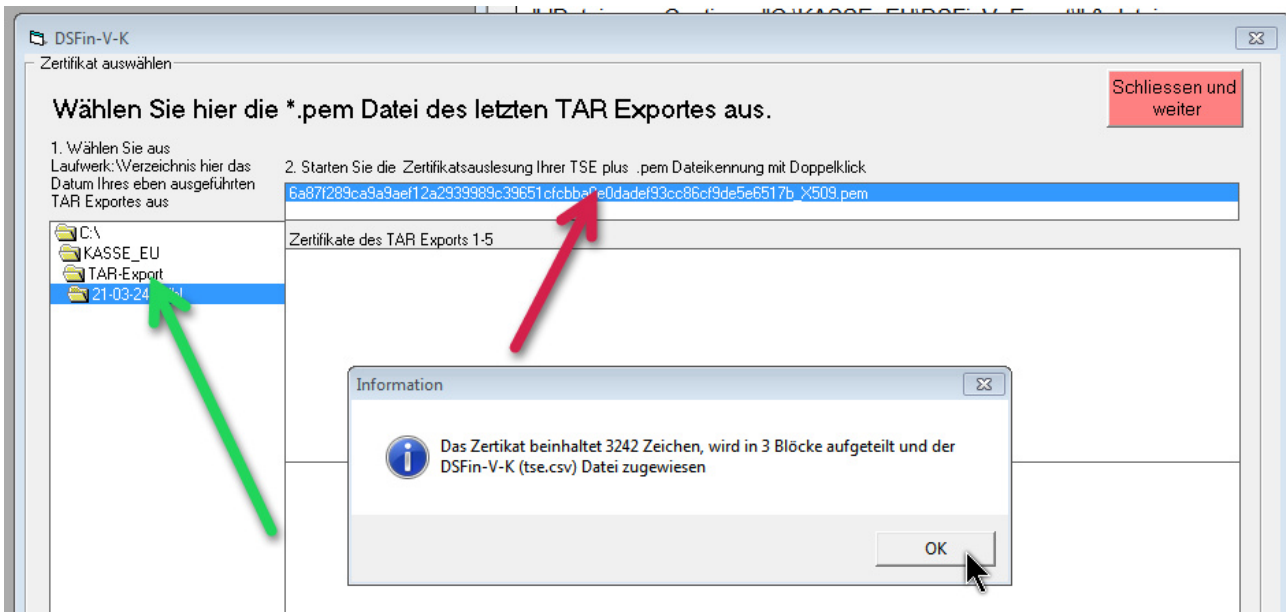 DSFin-V-K
Zertifikat auswählen
Wählen Sie hier die *.pem Datei des letzten TAR Exportes aus.
Schliessen und
weiter
1. Wählen Sie aus
Laufwerk:\Verzeichnis hier das
Datum Ihres eben ausgeführten
TAR Exportes aus
2. Starten Sie die Zertifikatsauslesung Ihrer TSE plus .pem Dateikennung mit Doppelklick
C:\
KASSE_EU
TAR-Export
21-03-24
Zertifikate des TAR Exports 1-5
Information
Das Zertikat beinhaltet 3242 Zeichen, wird in 3 Blöcke aufgeteilt und der
DSFin-V-K (tse.csv) Datei zugewiesen
OK